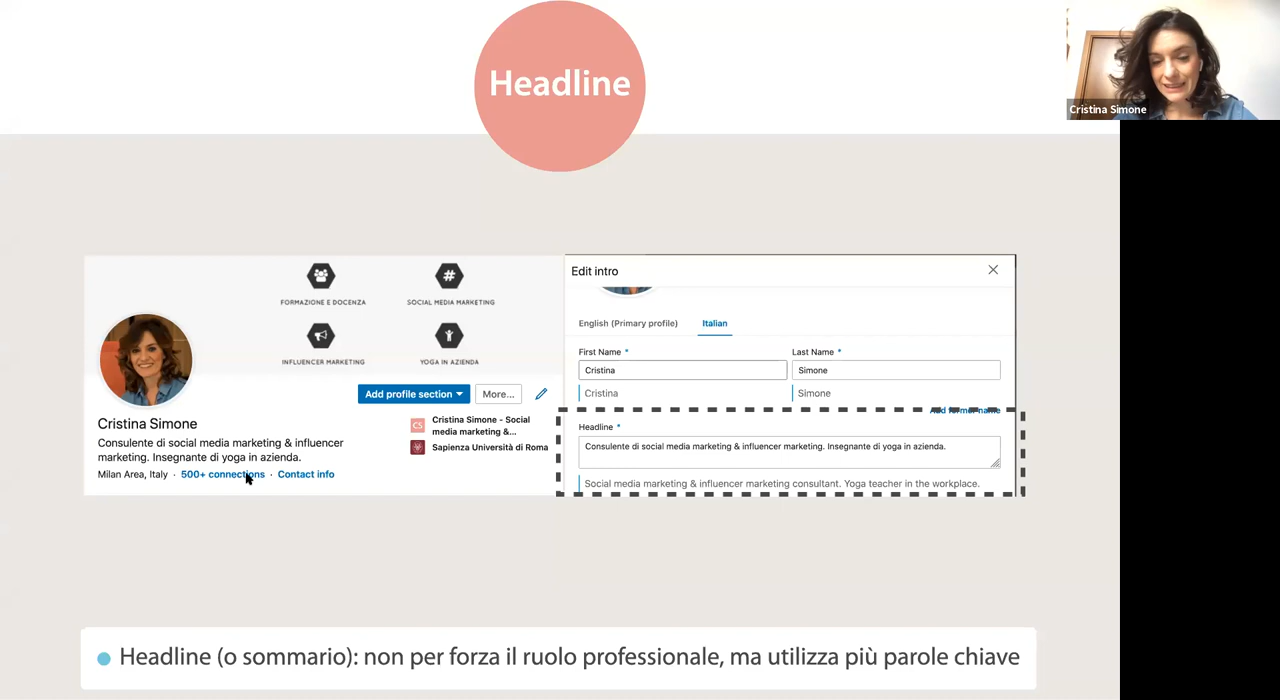 Headline
Cristina Simone
FORMAZIONE E DOCENZA
SOCIAL MEDIA MARKETING
INFLUENCER MARKETING
YOGA IN AZIENDA
Add profile section
More...
Cristina Simone
Consulente di social media marketing & influencer
marketing. Insegnante di yoga in azienda.
Milan Area, Italy · 500+ connections · Contact info
CS
Cristina Simone - Social
media marketing &...
Sapienza Università di Roma
Edit intro
English (Primary profile)
Italian
First Name *
Last Name *
Cristina
Simone
Cristina
Simone
Add former name
Headline *
Consulente di social media marketing & influencer marketing. Insegnante di yoga in azienda.
Social media marketing & influencer marketing consultant. Yoga teacher in the workplace.
Headline (o sommario): non per forza il ruolo professionale, ma utilizza più parole chiave